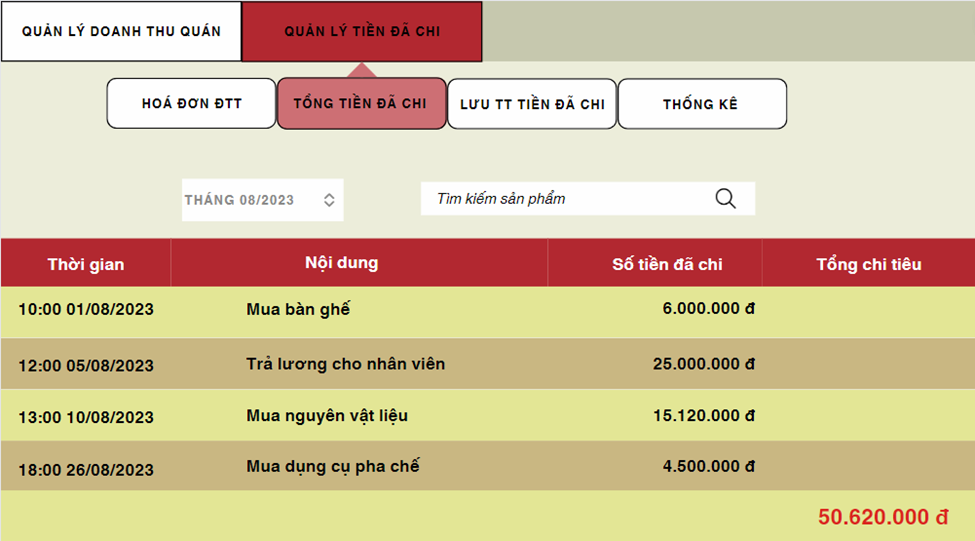 QUẢN LÝ DOANH THU QUÁN QUẢN LÝ TIỀN ĐÃ CHI
HOÁ ĐƠN ĐTT TỔNG TIỀN ĐÃ CHI LƯU TT TIỀN ĐÃ CHI THỐNG KÊ
THÁNG 08/2023 Tìm kiếm sản phẩm
Thời gian Nội dung Số tiền đã chi Tổng chi tiêu
10:00 01/08/2023 Mua bàn ghế 6.000.000 đ
12:00 05/08/2023 Trả lương cho nhân viên 25.000.000 đ
13:00 10/08/2023 Mua nguyên vật liệu 15.120.000 đ
18:00 26/08/2023 Mua dụng cụ pha chế 4.500.000 đ
50.620.000 đ